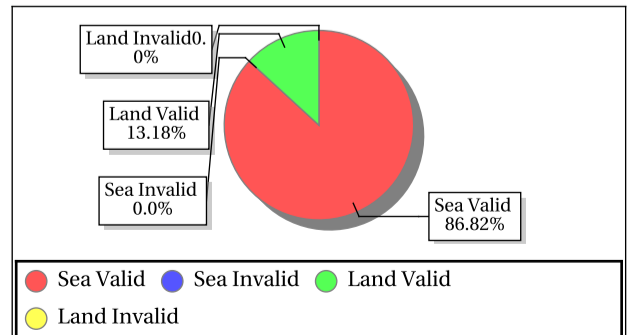 Land Invalid0.
0%
Land Valid
13.18%
Sea Invalid
0.0%
Sea Valid
86.82%
Sea Valid Sea Invalid Land Valid
Land Invalid